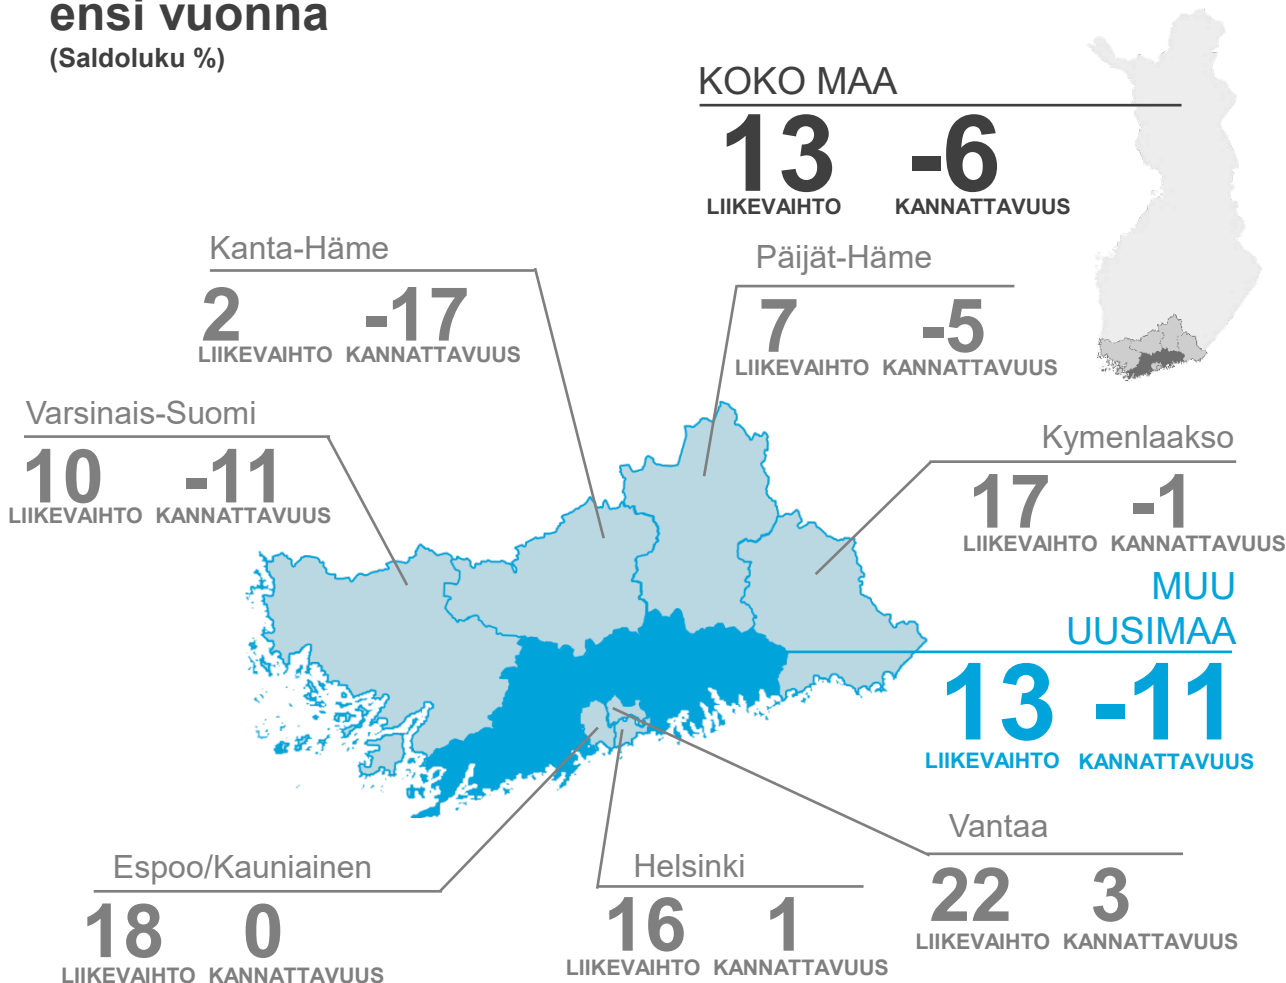 ensi vuonna
(Saldoluku %)
KOKO MAA
13 -6
LIIKEVAIHTO KANNATTAVUUS
Kanta-Häme
2 -17
LIIKEVAIHTO KANNATTAVUUS
Päijät-Häme
7 -5
LIIKEVAIHTO KANNATTAVUUS
Varsinais-Suomi
10 -11
LIIKEVAIHTO KANNATTAVUUS
Kymenlaakso
17 -1
LIIKEVAIHTO KANNATTAVUUS
MUU
UUSIMAA
13 -11
LIIKEVAIHTO KANNATTAVUUS
Vantaa
22 3
LIIKEVAIHTO KANNATTAVUUS
Espoo/Kauniainen
18 0
LIIKEVAIHTO KANNATTAVUUS
Helsinki
16 1
LIIKEVAIHTO KANNATTAVUUS